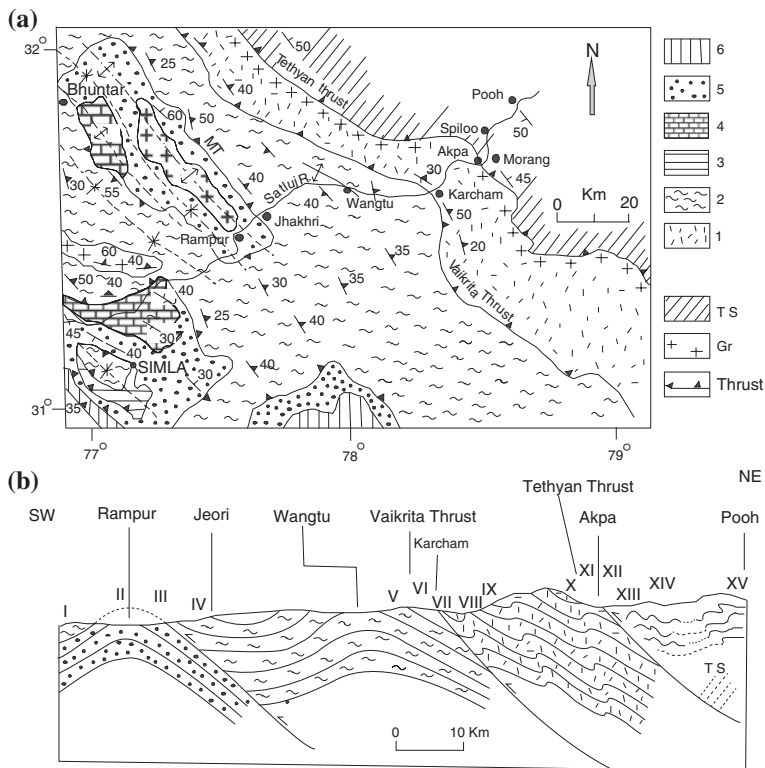 (a)
32°
50
N
6
25
Tethyan thrust
Bhuntar
40
Pooh
5
60
50
50
Spiloo
4
MT
Akpa
Morang
30
45
Km
3
30
55
Satluj R.
40
Wangtu
55
Karcham
0 20
2
Jhakhri
50
Rampur
20
1
60
40
35
Vaikrita Thrust
50
40
40
30
35
T S
25
40
45
30
Gr
40
SIMLA
30
40
Thrust
31°
35
77°
78°
79°
(b)
NE
Tethyan Thrust
SW
Rampur
Jeori
Wangtu
Vaikrita Thrust
Akpa
Pooh
Karcham
I II III IV V VI VII VIII IX X XI XII XIII XIV XV
T S
0 10 Km